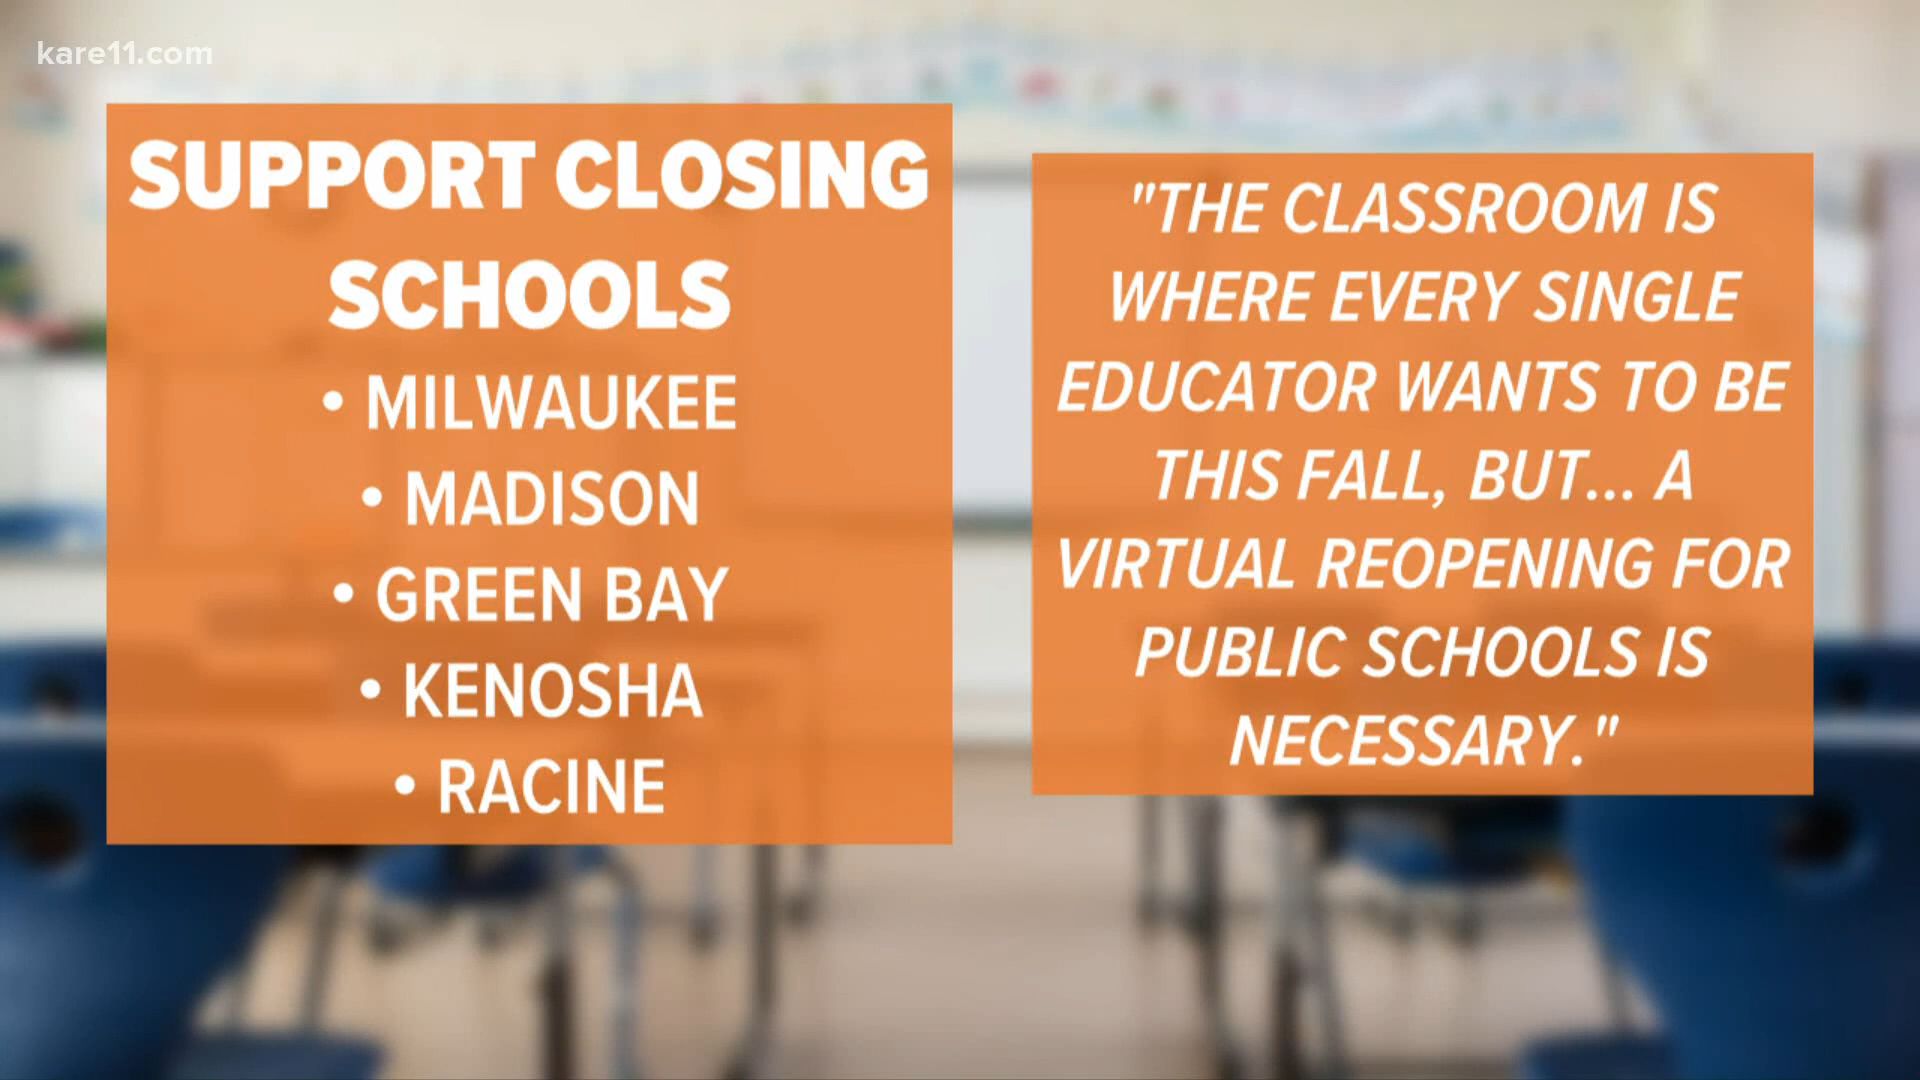 kare11.com
SUPPORT CLOSING
SCHOOLS
• MILWAUKEE
• MADISON
• GREEN BAY
• KENOSHA
• RACINE
"THE CLASSROOM IS
WHERE EVERY SINGLE
EDUCATOR WANTS TO BE
THIS FALL, BUT... A
VIRTUAL REOPENING FOR
PUBLIC SCHOOLS IS
NECESSARY."